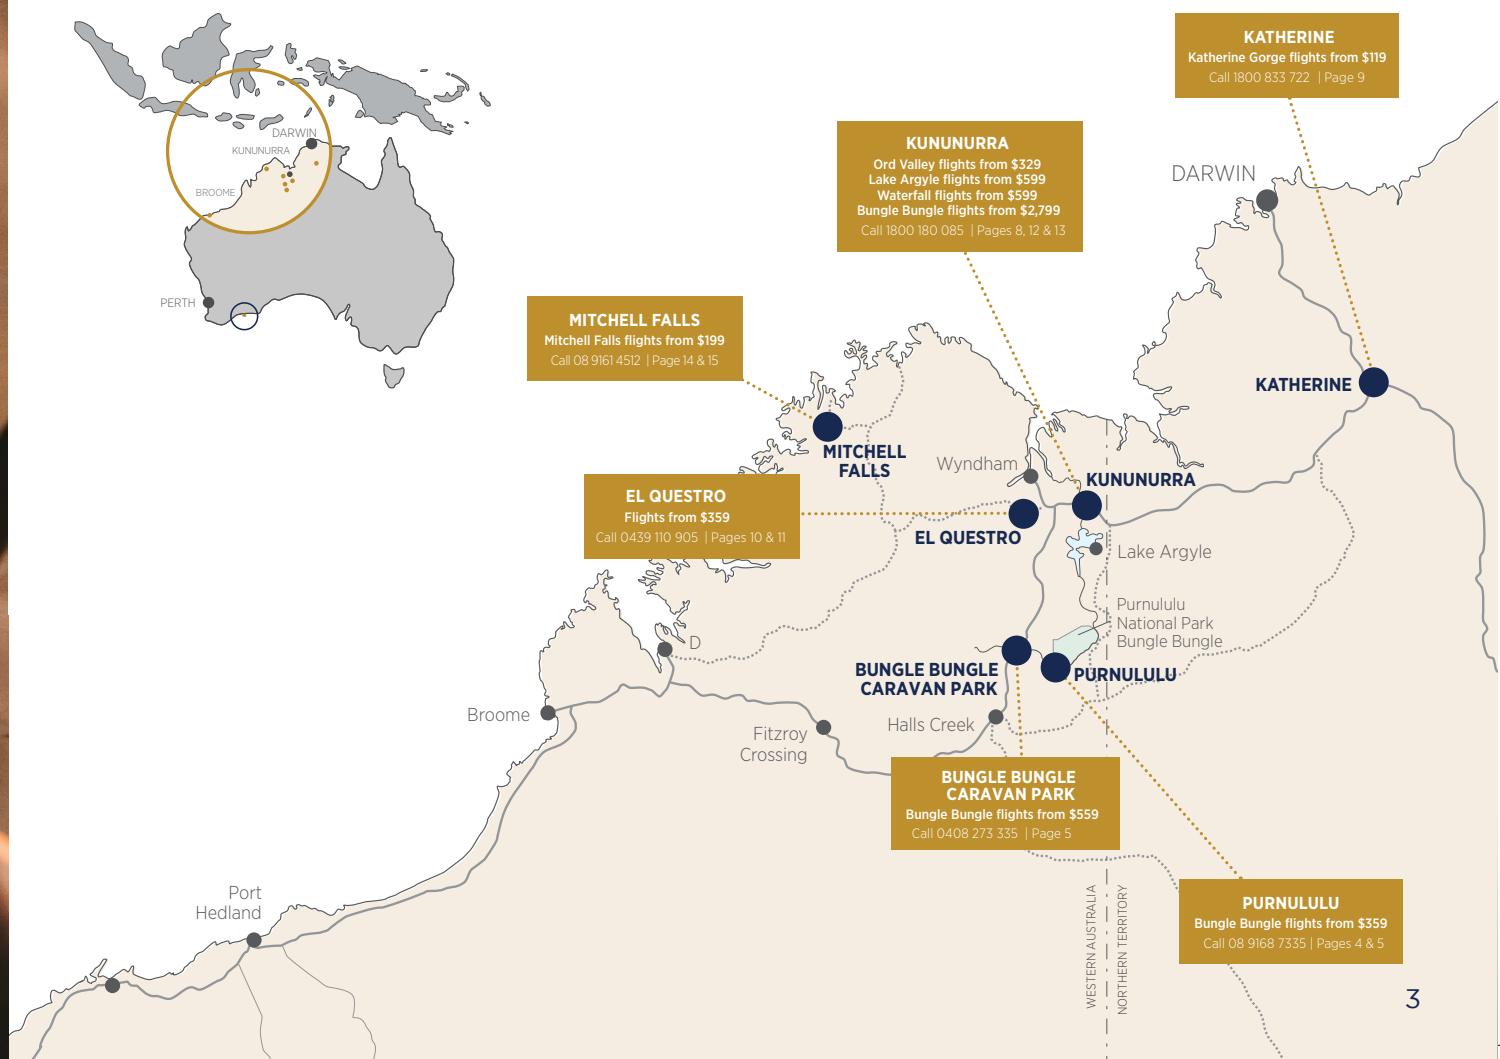 KATHERINE
Katherine Gorge flights from $119
Call 1800 833 722 | Page 9
DARWIN
KUNUNURRA
BROOME
PERTH
KUNUNURRA
Ord Valley flights from $329
Lake Argyle flights from $599
Waterfall flights from $599
Bungle Bungle flights from $2,799
Call 1800 180 085 | Pages 8, 12 & 13
DARWIN
MITCHELL FALLS
Mitchell Falls flights from $199
Call 08 9161 4512 | Page 14 & 15
KATHERINE
MITCHELL
FALLS
Wyndham
KUNUNURRA
EL QUESTRO
Flights from $359
Call 0439 110 905 | Pages 10 & 11
EL QUESTRO
Lake Argyle
Purnululu
National Park
Bungle Bungle
D
BUNGLE BUNGLE
CARAVAN PARK
PURNULULU
Broome
Halls Creek
Fitzroy
Crossing
BUNGLE BUNGLE
CARAVAN PARK
Bungle Bungle flights from $559
Call 0408 273 335 | Page 5
Port
Hedland
WESTERN AUSTRALIA
NORTHERN TERRITORY
PURNULULU
Bungle Bungle flights from $359
Call 08 9168 7335 | Pages 4 & 5
3